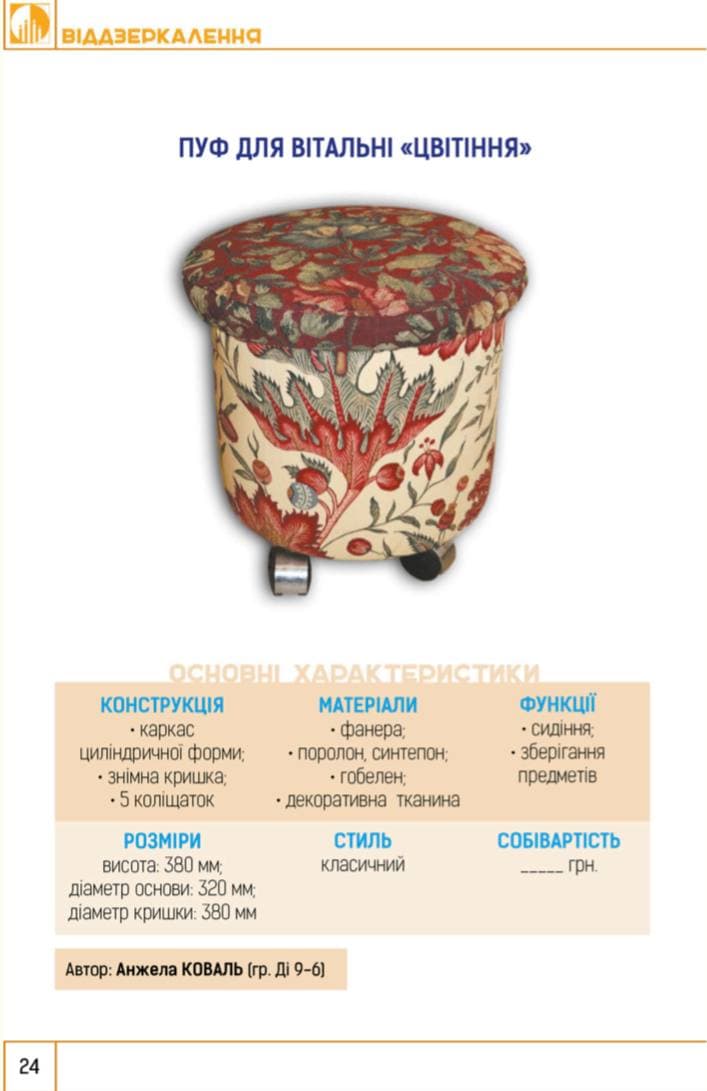 ВІДДЗЕРКАЛЕННЯ
ПУФ ДЛЯ ВІТАЛЬНІ «ЦВІТІННЯ»
ОСНОВНІ ХАРАКТЕРИСТИКИ
КОНСТРУКЦІЯ
• каркас
циліндричної форми;
• знімна кришка;
• 5 коліщаток
МАТЕРІАЛИ
• фанера;
• поролон, синтепон;
• гобелен;
• декоративна тканина
ФУНКЦІЇ
• сидіння;
• зберігання
предметів
РОЗМІРИ
висота: 380 мм;
діаметр основи: 320 мм;
діаметр кришки: 380 мм
СТИЛЬ
класичний
СОБІВАРТІСТЬ
_____ грн.
Автор: Анжела КОВАЛЬ (гр. Ді 9-6)
24